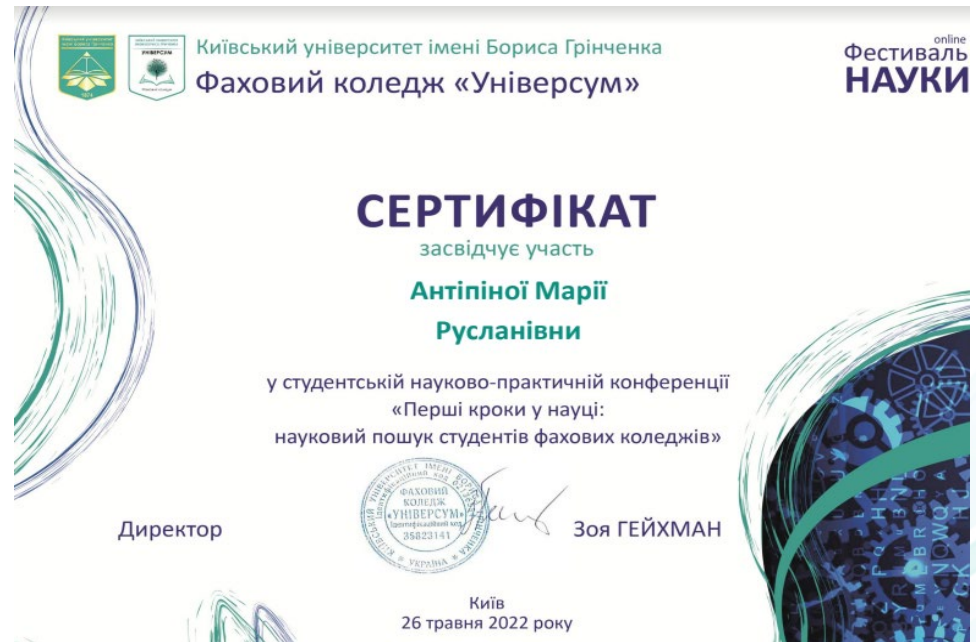 Київський університет імені Бориса Грінченка
Фаховий коледж «Універсум»
online
Фестиваль
НАУКИ
СЕРТИФІКАТ
засвідчує участь
Антіпіної Марії
Русланівни
у студентській науково-практичній конференції
«Перші кроки у науці:
науковий пошук студентів фахових коледжів»
Директор
ФАХОВИЙ
КОЛЕДЖ
«УНІВЕРСУМ»
Ідентифікаційний код
35823141
УКРАЇНА
Зоя ГЕЙХМАН
Київ
26 травня 2022 року